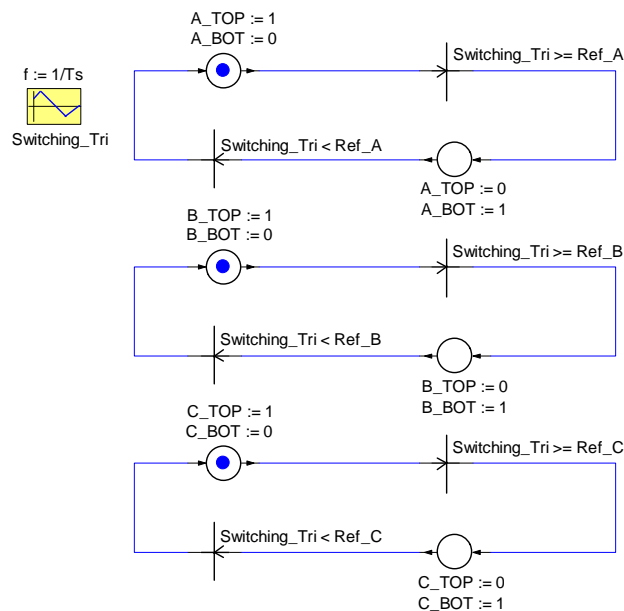 A_TOP := 1
A_BOT := 0
Switching_Tri >= Ref_A
f := 1/Ts
Switching_Tri
Switching_Tri < Ref_A
A_TOP := 0
A_BOT := 1
B_TOP := 1
B_BOT := 0
Switching_Tri >= Ref_B
Switching_Tri < Ref_B
B_TOP := 0
B_BOT := 1
C_TOP := 1
C_BOT := 0
Switching_Tri >= Ref_C
Switching_Tri < Ref_C
C_TOP := 0
C_BOT := 1